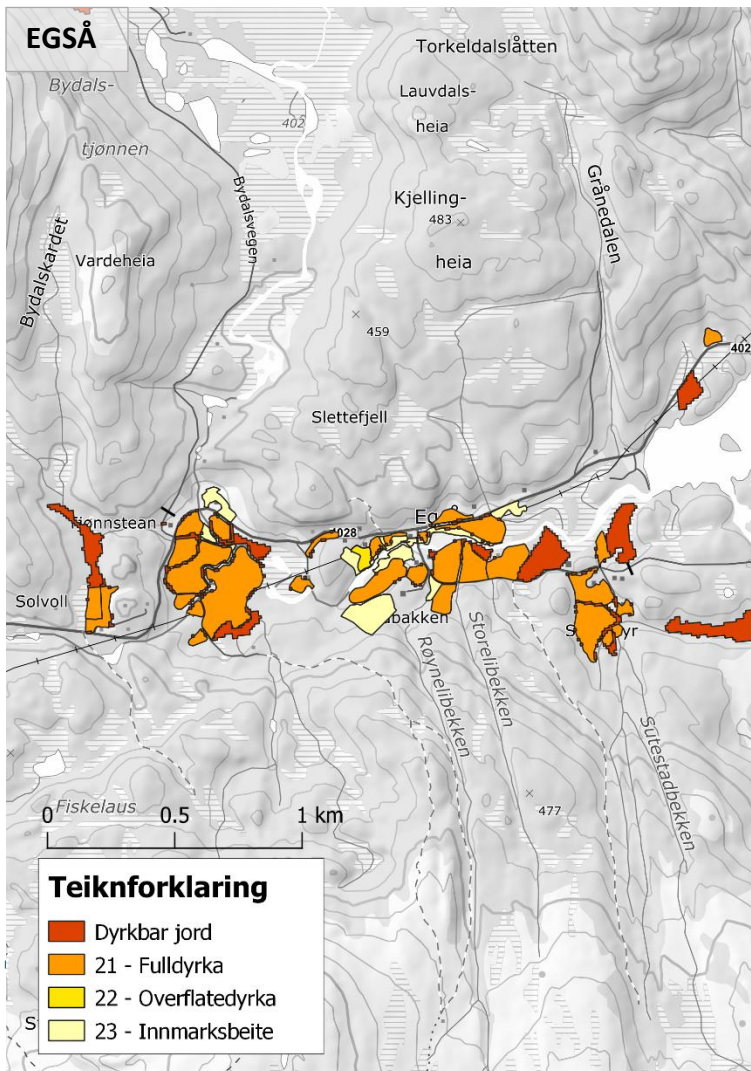 EGSÅ
Torkeldalslåtten
Bydals-
tjønnen
402
Lauvdals-
heia
Grånedalen
Kjelling-
483
heia
Bydalsvegen
Bydalskardet
Vardeheia
459
402
Slettefjell
4028
Solvoll
Røynelibekken
Storelibekken
Sutestadbekken
477
Fiskelaus
0 0.5 1 km
Teiknforklaring
Dyrkbar jord
21 - Fulldyrka
22 - Overflatedyrka
23 - Innmarksbeite